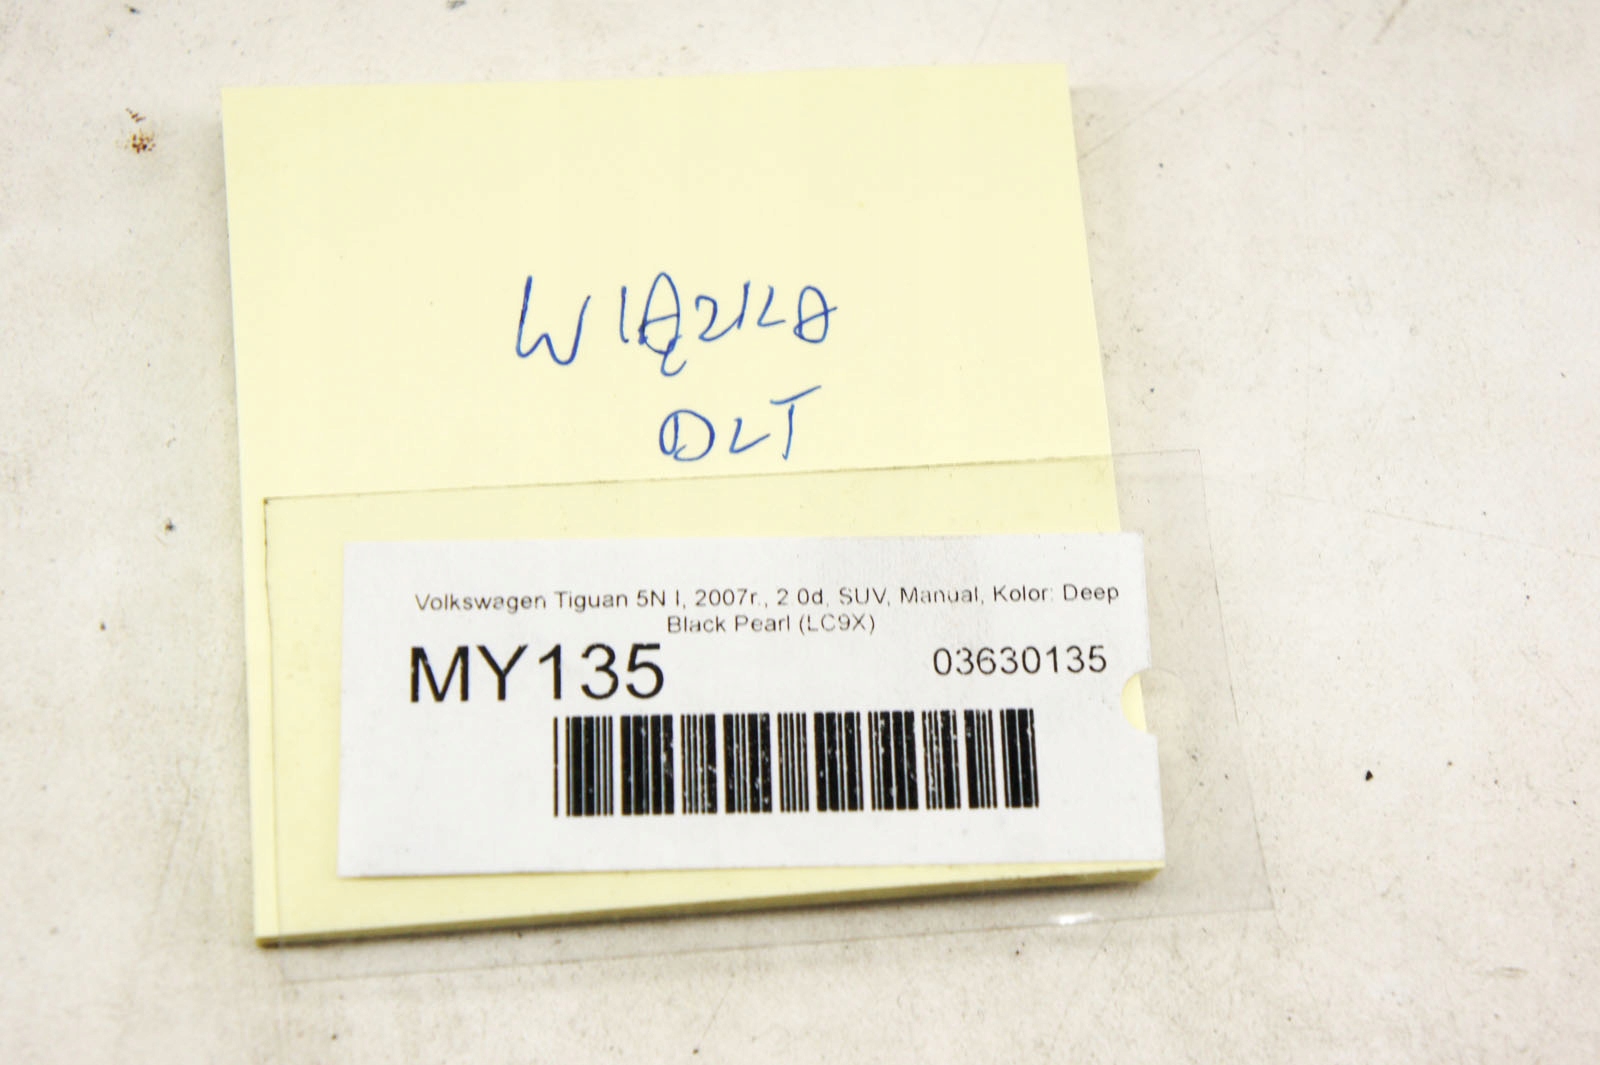 WIĄZKA
DLT
Volkswagen Tiguan 5N I, 2007r., 2.0d, SUV, Manual, Kolor: Deep
Black Pearl (LC9X)
MY135
03630135